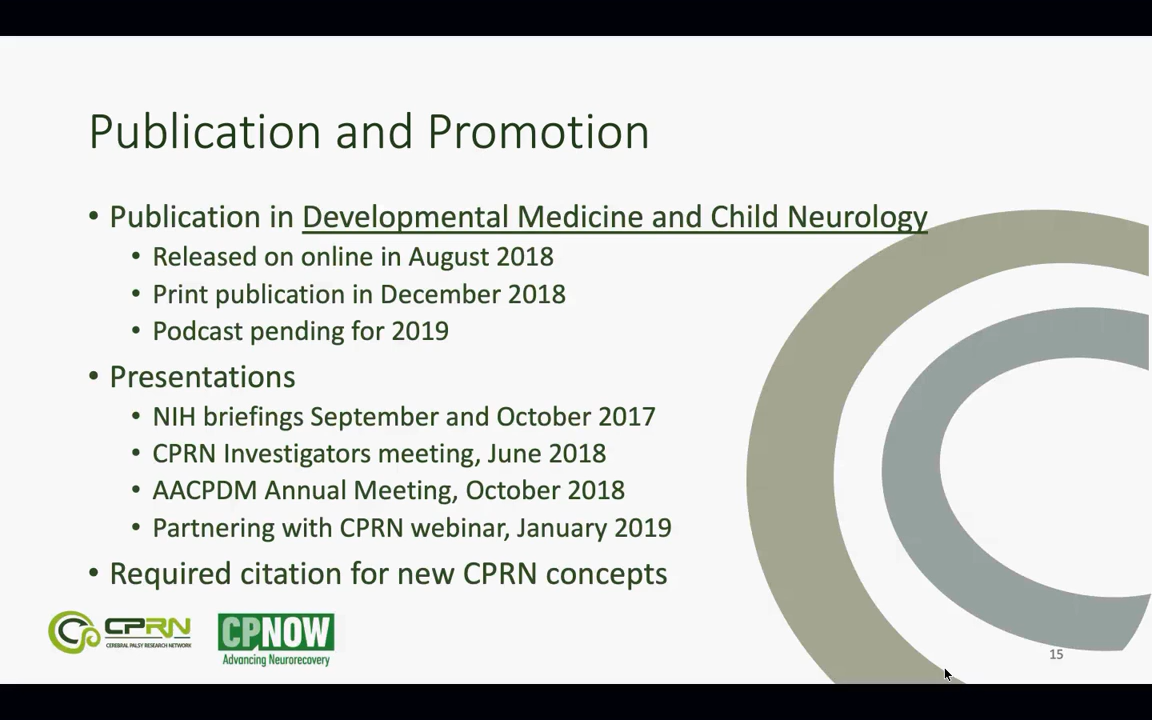 Publication and Promotion
• Publication in Developmental Medicine and Child Neurology
• Released on online in August 2018
• Print publication in December 2018
• Podcast pending for 2019
• Presentations
• NIH briefings September and October 2017
• CPRN Investigators meeting, June 2018
• AACPDM Annual Meeting, October 2018
• Partnering with CPRN webinar, January 2019
• Required citation for new CPRN concepts
CPRN
CEREBRAL PALSY RESEARCH NETWORK
CPNOW
Advancing Neurorecovery
15